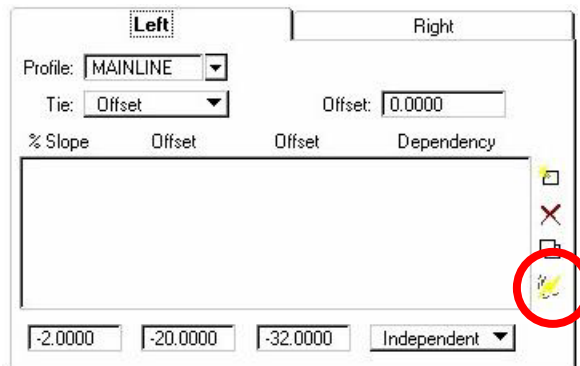 Left Right
Profile: MAINLINE
Tie: Offset Offset: 0.0000
% Slope Offset Offset Dependency
-2.0000 -20.0000 -32.0000 Independent